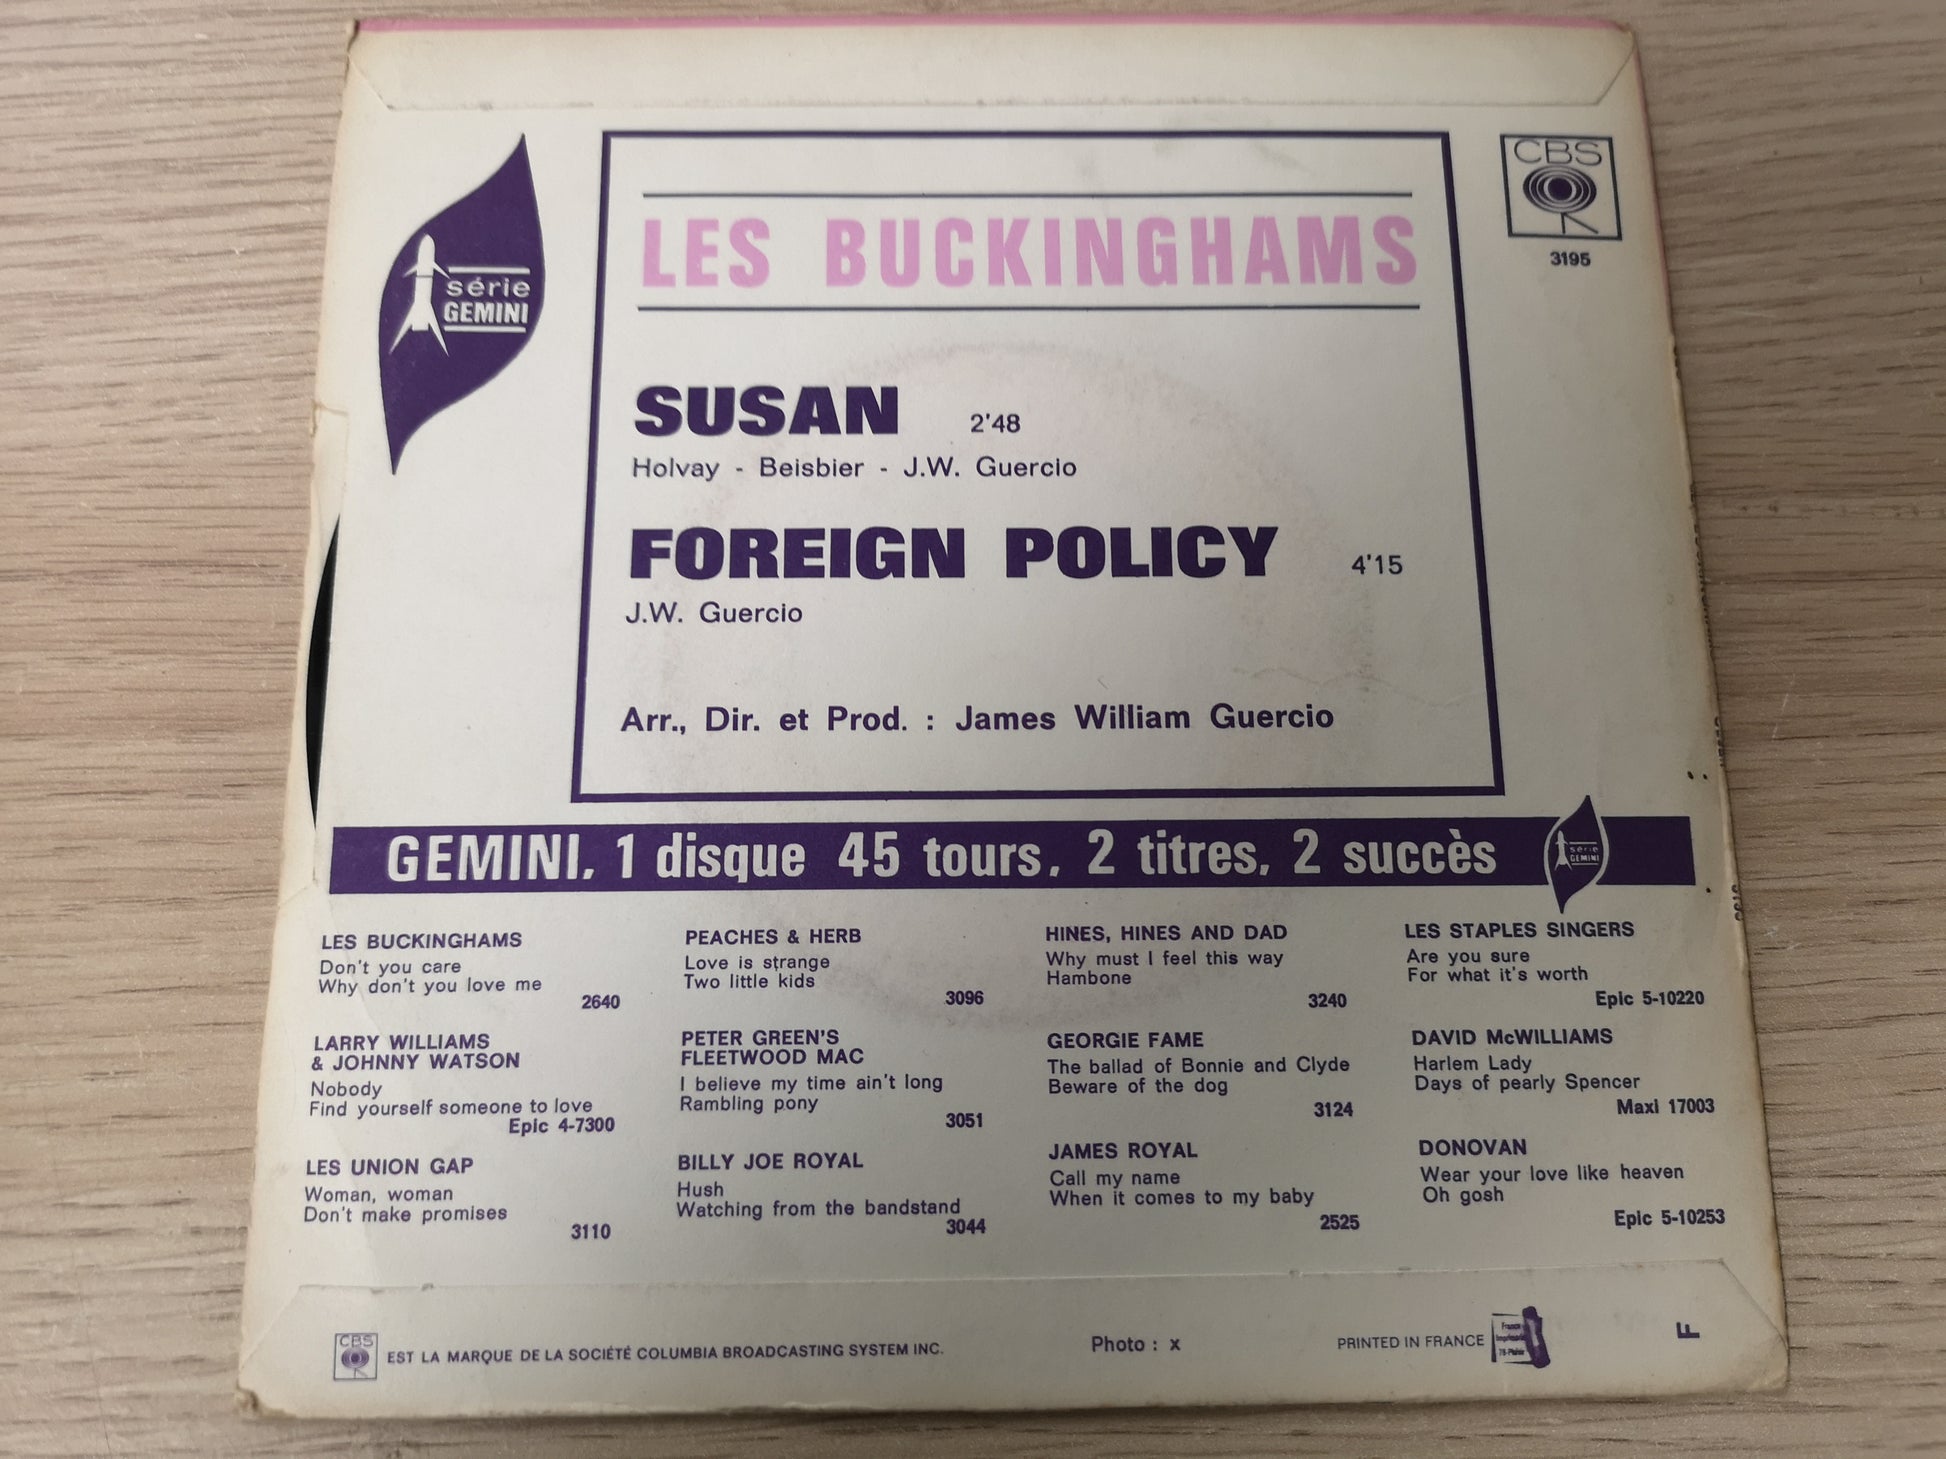 série
GEMINI
LES BUCKINGHAMS
CBS
3195
SUSAN 2'48
Holvay - Beisbier - J.W. Guercio
FOREIGN POLICY 4'15
J.W. Guercio
Arr., Dir. et Prod. : James William Guercio
GEMINI, 1 disque 45 tours, 2 titres, 2 succès
série
GEMINI
LES BUCKINGHAMS
Don't you care
Why don't you love me
2640
LARRY WILLIAMS
& JOHNNY WATSON
Nobody
Find yourself someone to love
Epic 4-7300
LES UNION GAP
Woman, woman
Don't make promises
3110
PEACHES & HERB
Love is strange
Two little kids
3096
PETER GREEN'S
FLEETWOOD MAC
I believe my time ain't long
Rambling pony
3051
BILLY JOE ROYAL
Hush
Watching from the bandstand
3044
HINES, HINES AND DAD
Why must I feel this way
Hambone
3240
GEORGIE FAME
The ballad of Bonnie and Clyde
Beware of the dog
3124
JAMES ROYAL
Call my name
When it comes to my baby
2525
LES STAPLES SINGERS
Are you sure
For what it's worth
Epic 5-10220
DAVID McWILLIAMS
Harlem Lady
Days of pearly Spencer
Maxi 17003
DONOVAN
Wear your love like heaven
Oh gosh
Epic 5-10253
CBS
EST LA MARQUE DE LA SOCIÉTÉ COLUMBIA BROADCASTING SYSTEM INC.
Photo : x
PRINTED IN FRANCE
F